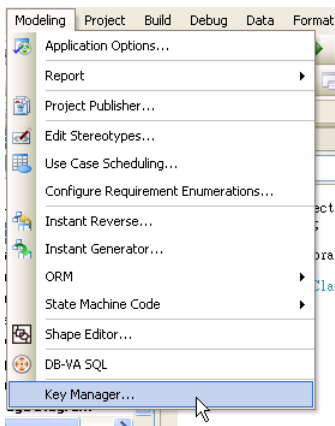 Modeling Project Build Debug Data Format
Application Options...
Report
Project Publisher...
Edit Stereotypes...
Use Case Scheduling...
Configure Requirement Enumerations...
Instant Reverse...
Instant Generator...
ORM
State Machine Code
Shape Editor...
DB-VA SQL
Key Manager...